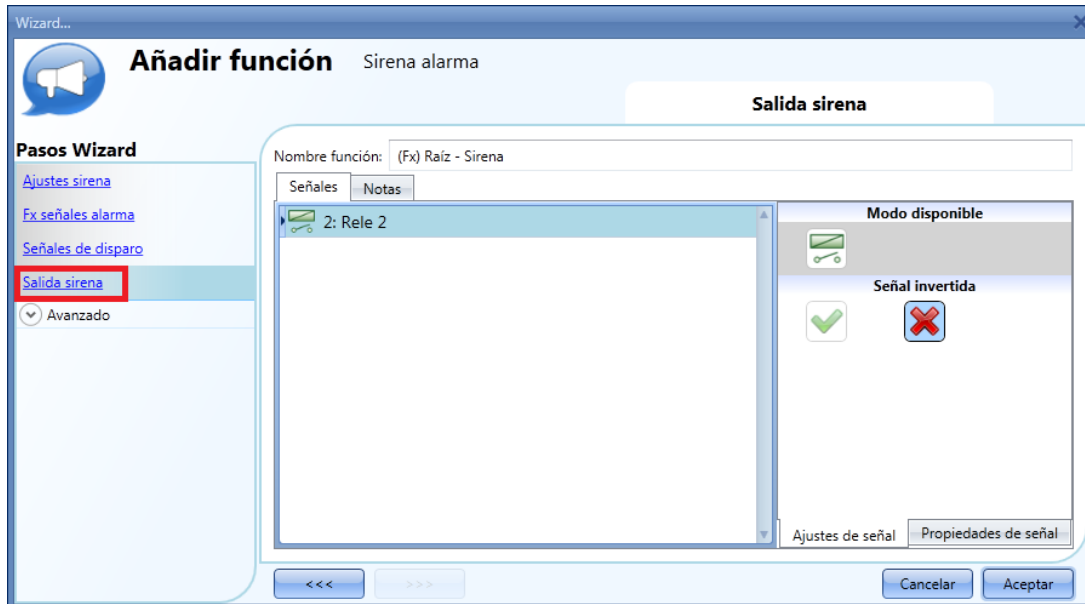 Wizard...
Añadir función Sirena alarma
Salida sirena
Pasos Wizard
Ajustes sirena
Fx señales alarma
Señales de disparo
Salida sirena
Avanzado
Nombre función: (Fx) Raíz - Sirena
Señales Notas
2: Rele 2
Modo disponible
Señal invertida
Ajustes de señal Propiedades de señal
<<< >>> Cancelar Aceptar